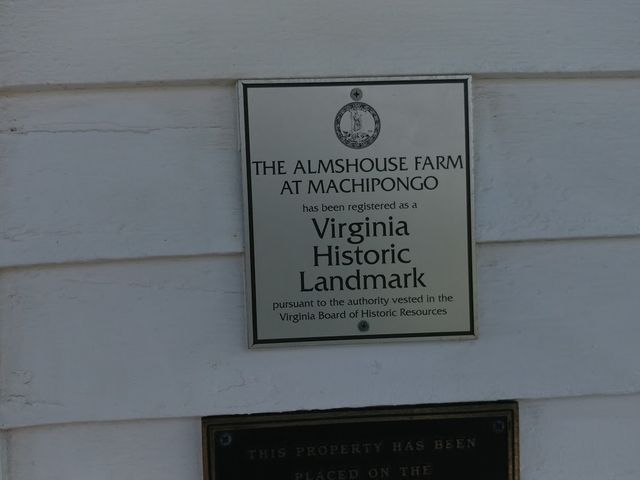 THE ALMSHOUSE FARM
AT MACHIPONGO
has been registered as a
Virginia
Historic
Landmark
pursuant to the authority vested in the
Virginia Board of Historic Resources
THIS PROPERTY HAS BEEN
PLACED ON THE